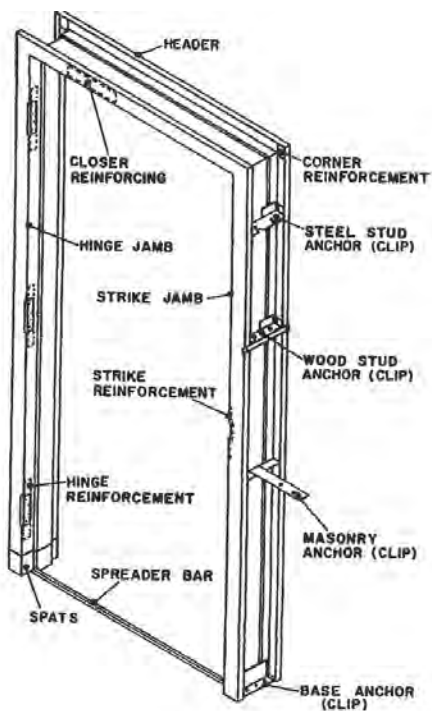 HEADER
CLOSER
REINFORCING
CORNER
REINFORCEMENT
STEEL STUD
ANCHOR (CLIP)
HINGE JAMB
STRIKE JAMB
WOOD STUD
ANCHOR (CLIP)
STRIKE
REINFORCEMENT
HINGE
REINFORCEMENT
MASONRY
ANCHOR (CLIP)
SPREADER BAR
SPATS
BASE ANCHOR
(CLIP)